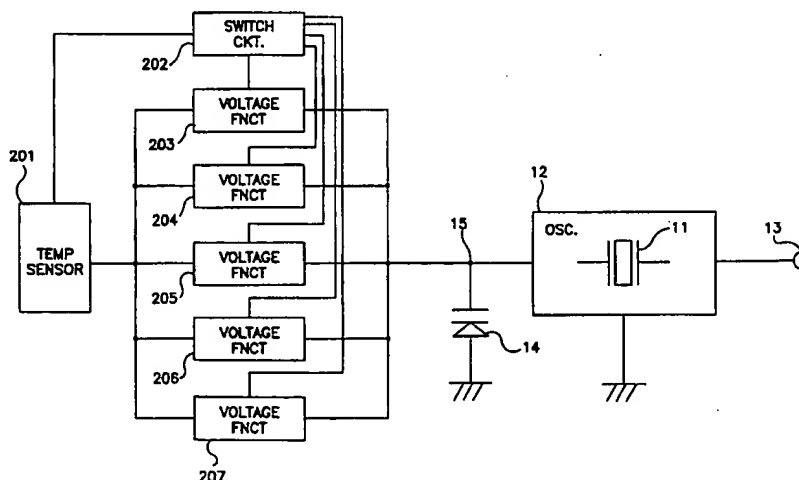 SWITCH
CKT.
202
VOLTAGE
FNCT
203
201
VOLTAGE
FNCT
204
12
15
OSC.
11
13
TEMP
SENSOR
VOLTAGE
FNCT
205
VOLTAGE
FNCT
206
14
VOLTAGE
FNCT
207